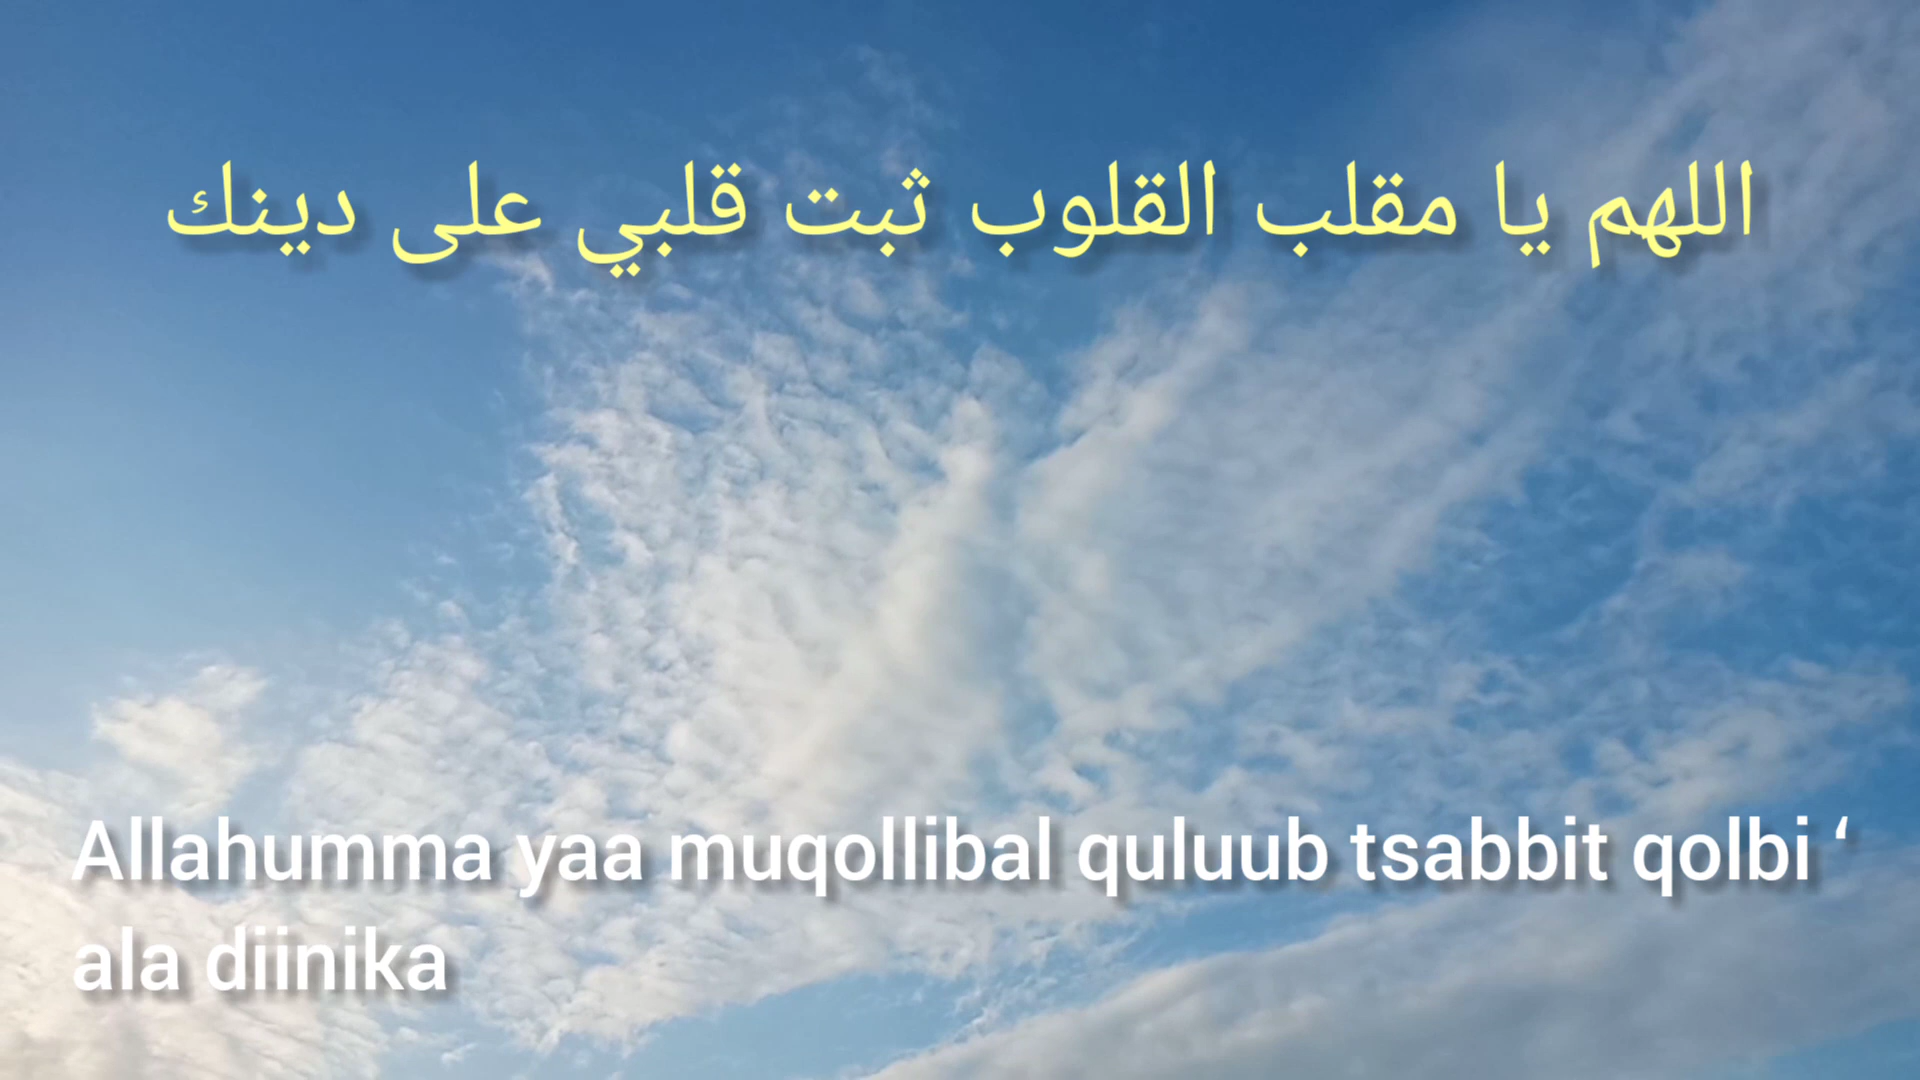 اللهم يا مقلب القلوب ثبت قلبي على دينك
Allahumma yaa muqollibal quluub tsabbit qolbi ‘
ala diinika